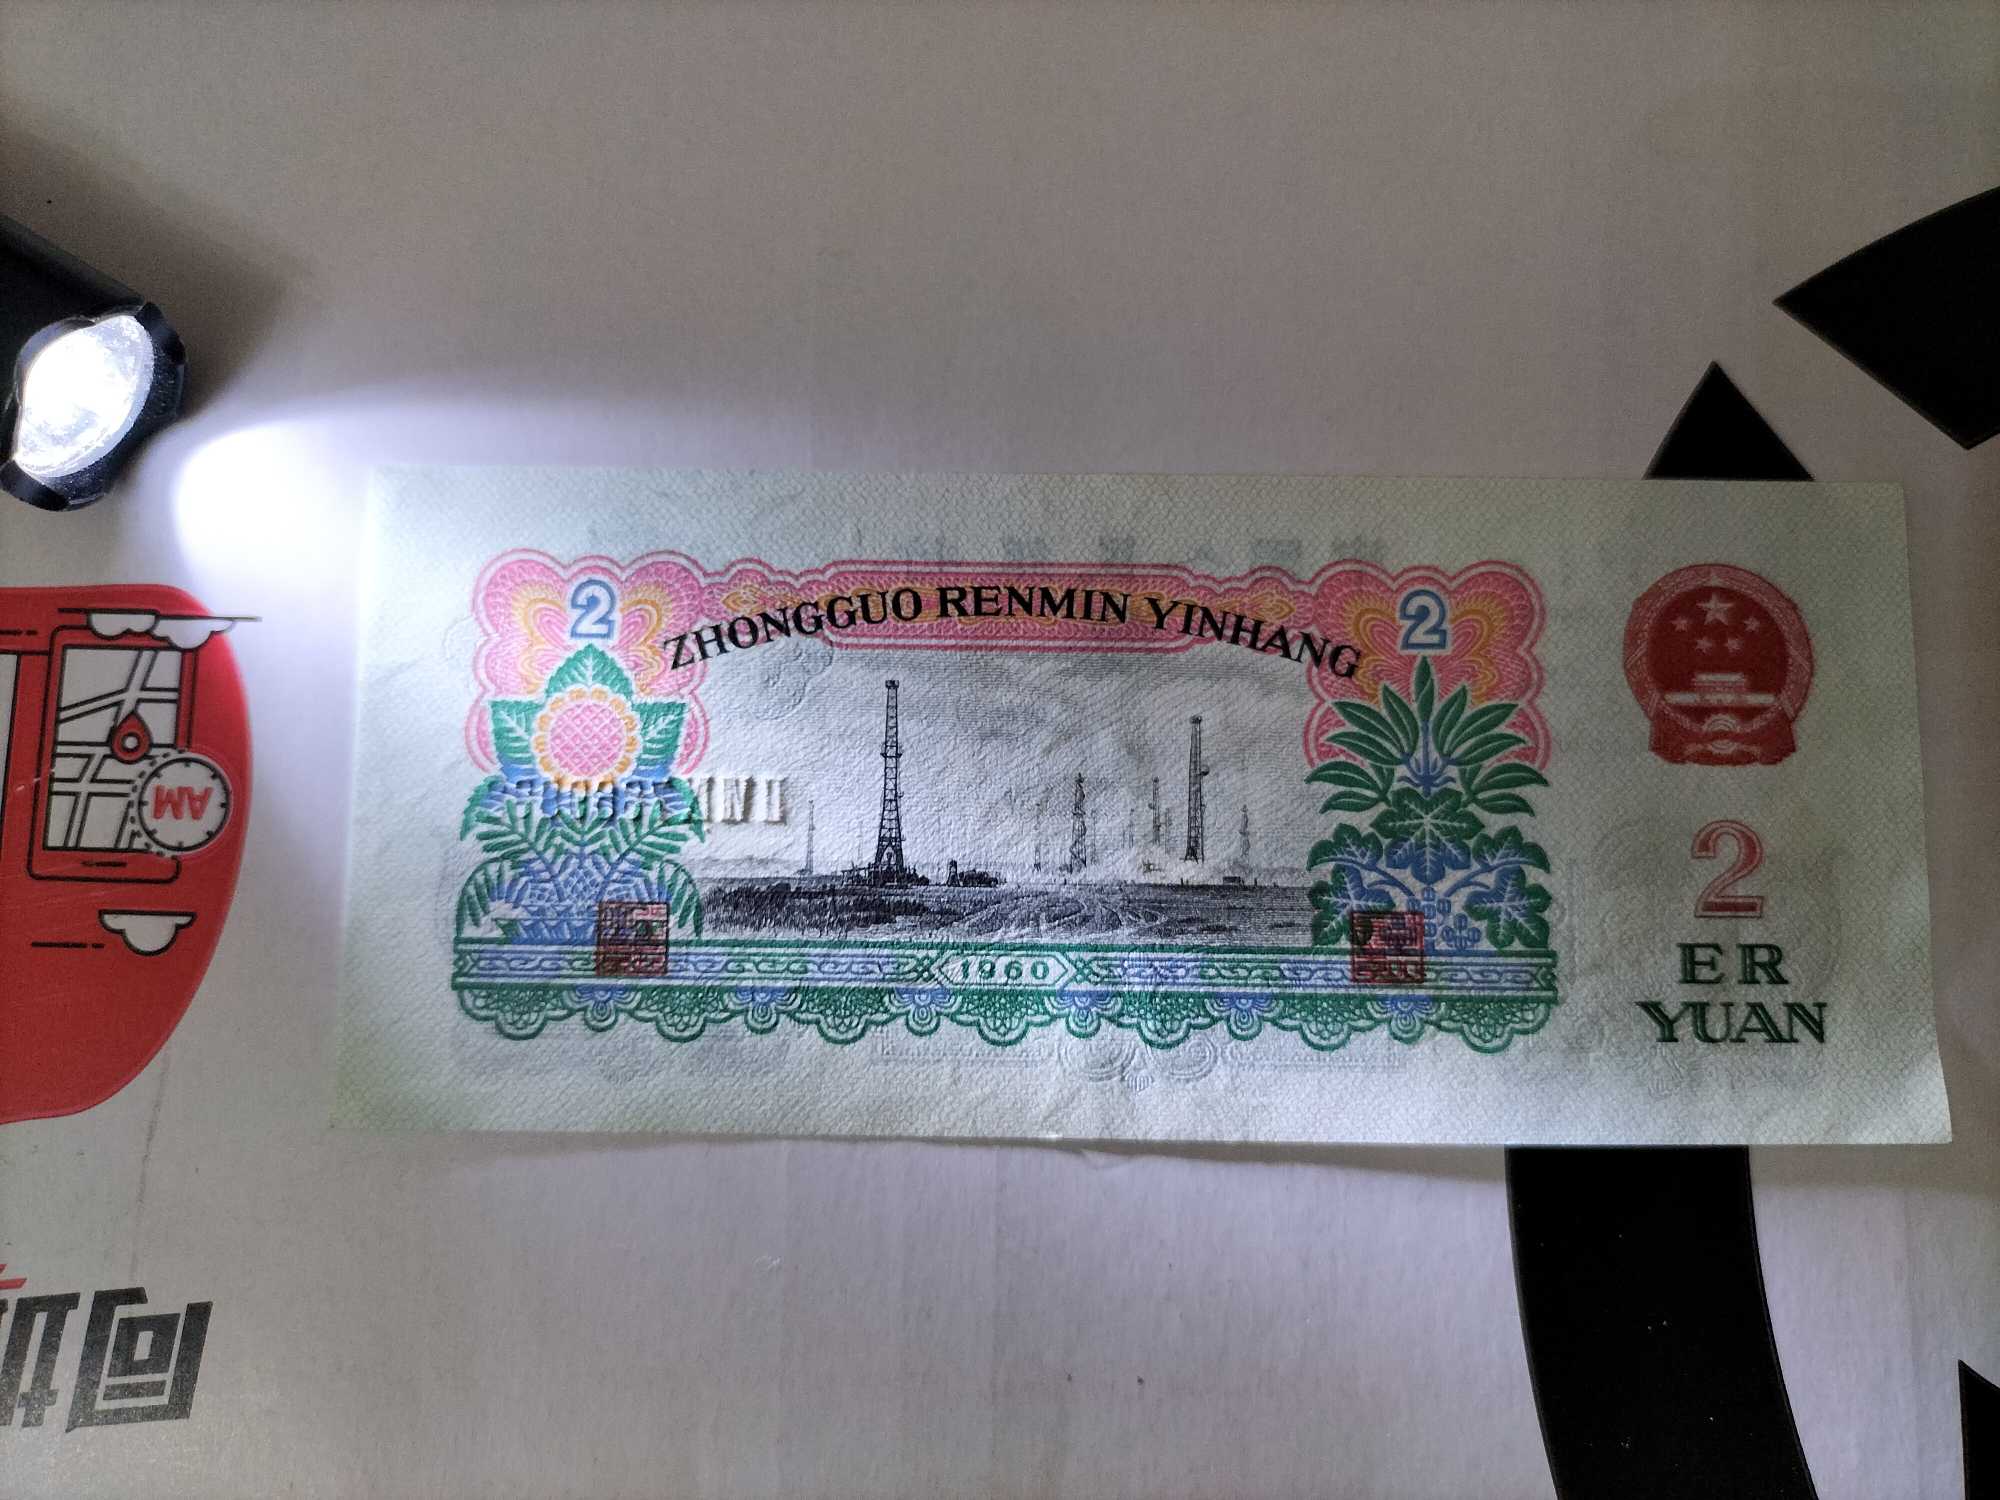 2
2
ZHONGGUO RENMIN YINHANG
1960
2
ER
YUAN
AM